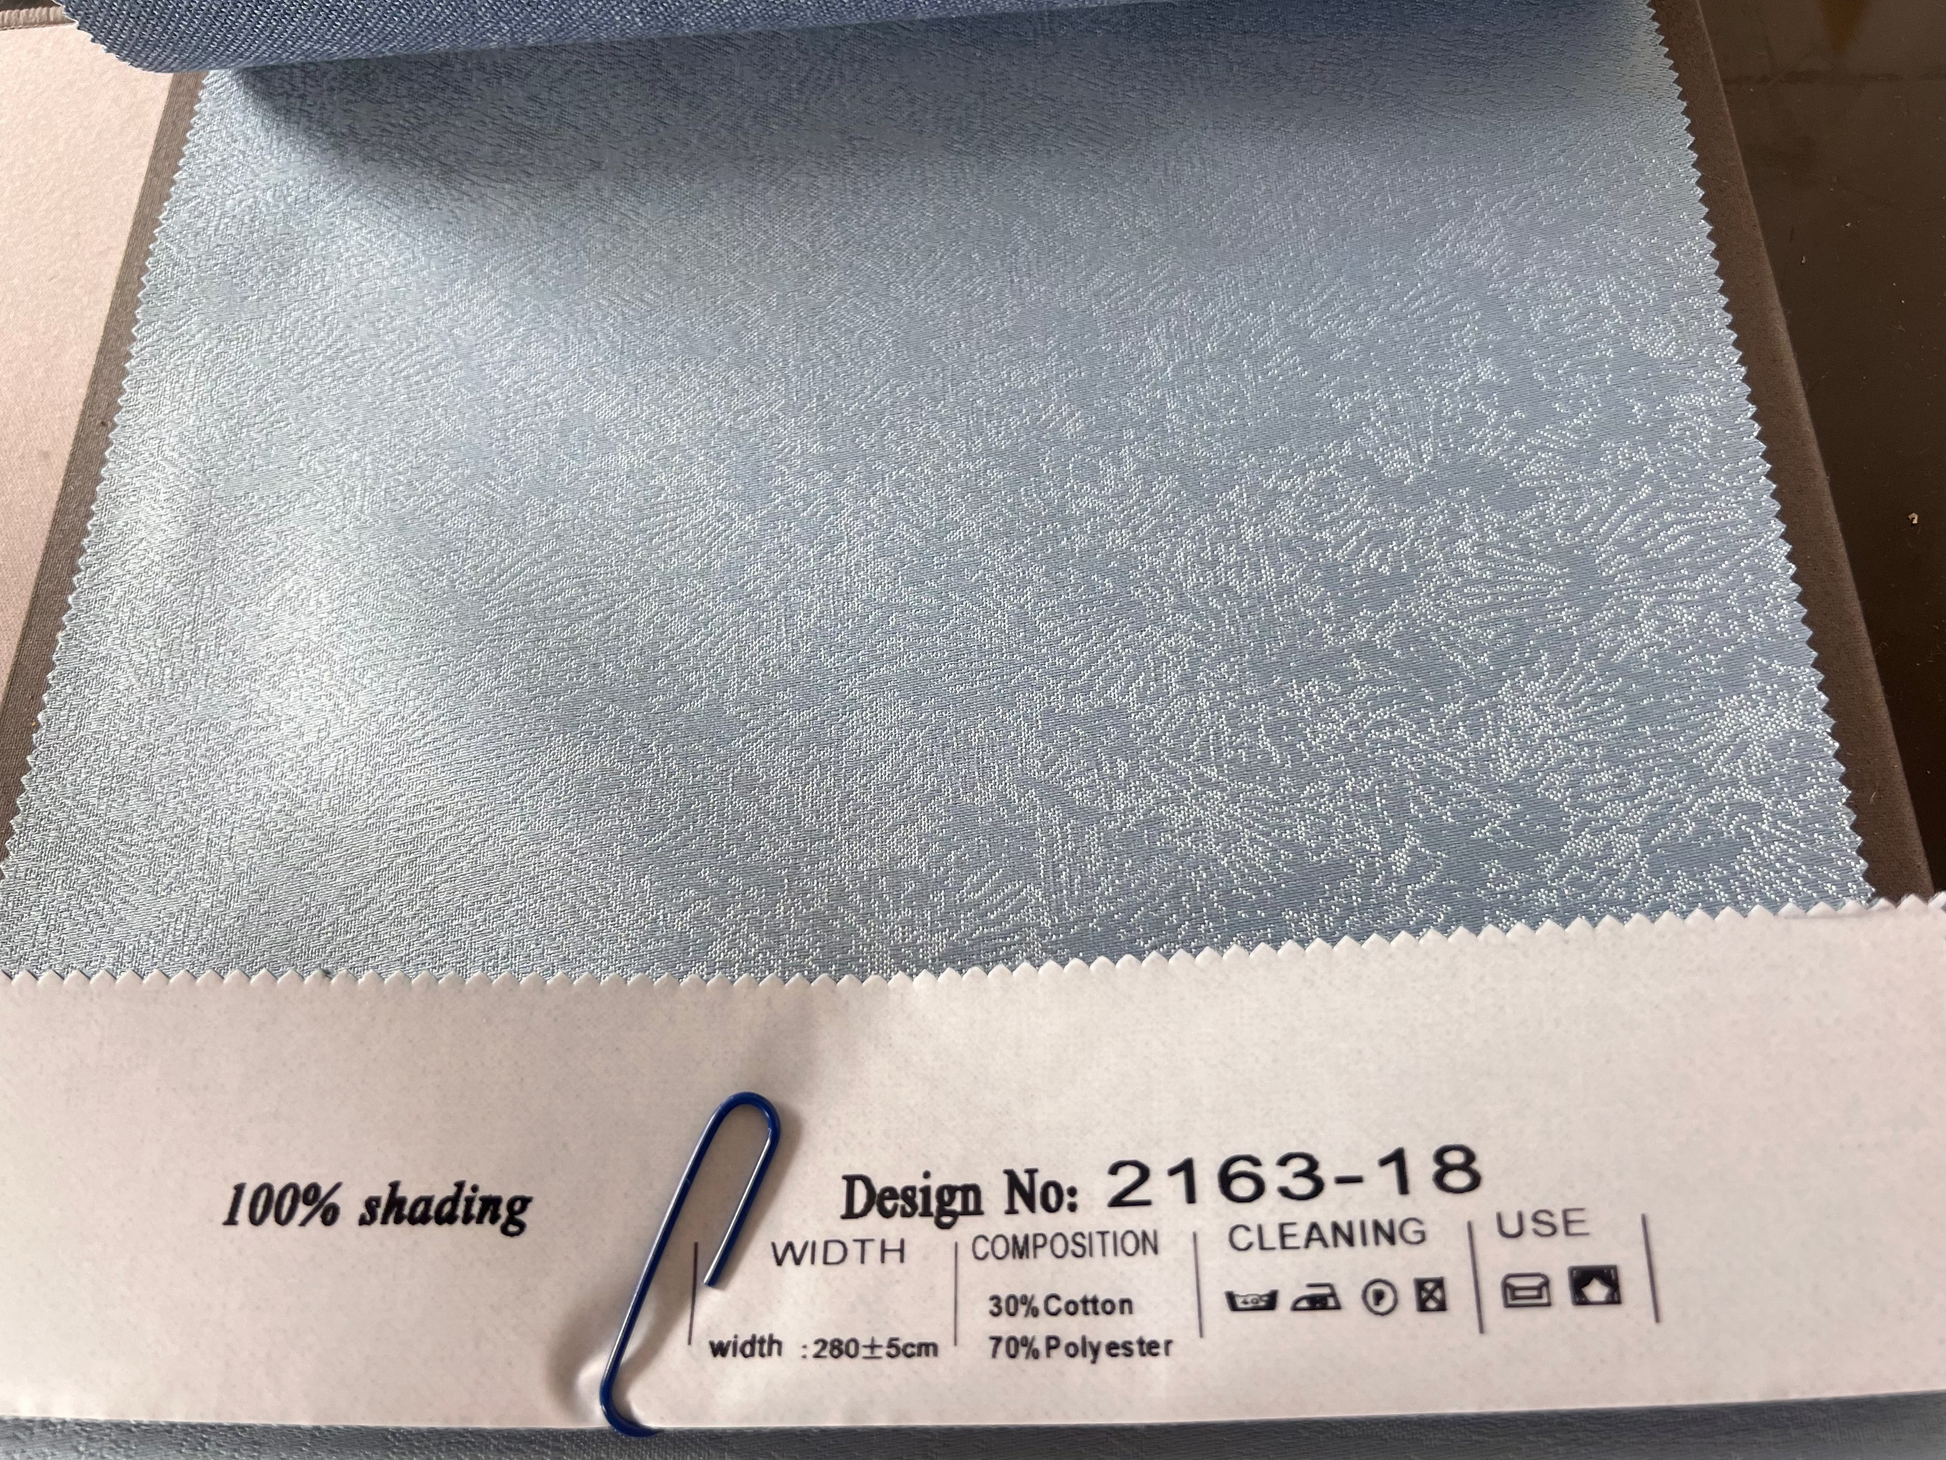 100% shading
Design No: 2163-18
WIDTH
width :280±5cm
COMPOSITION
30%Cotton
70%Polyester
CLEANING
P
USE